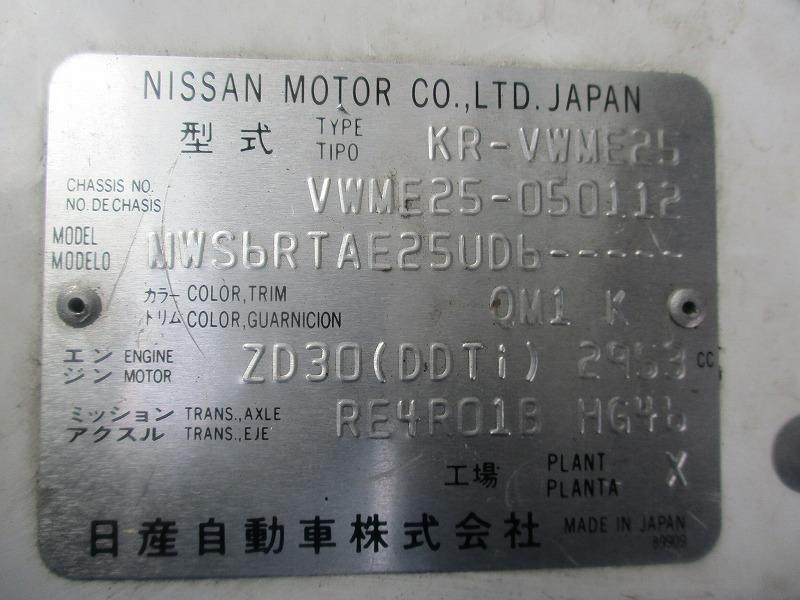 NISSAN MOTOR CO.,LTD. JAPAN
型式 TYPE TIPO KR-VWME25
CHASSIS NO. NO. DE CHASIS VWME25-050112
MODEL MODELO NWS6RTAE25UD6-----
カラー COLOR,TRIM
トリム COLOR,GUARNICION QM1 K
エン ENGINE
ジン MOTOR ZD30(DDTi) 2953 CC
ミッション TRANS.,AXLE
アクスル TRANS.,EJE RE4R01B HG46
工場 PLANT PLANTA X
日産自動車株式会社 MADE IN JAPAN
89909